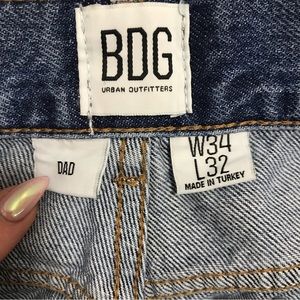 BDG
URBAN OUTFITTERS
DAD
W34
L32
MADE IN TURKEY